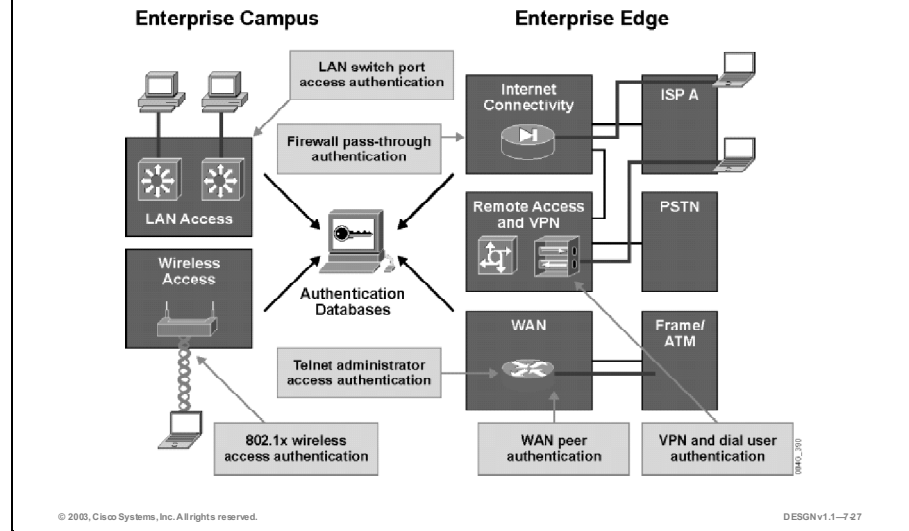 Enterprise Campus
Enterprise Edge
LAN switch port
access authentication
Internet
Connectivity
ISP A
Firewall pass-through
authentication
LAN Access
Remote Access
and VPN
PSTN
Wireless
Access
Authentication
Databases
WAN
Frame/
ATM
Telnet administrator
access authentication
802.1x wireless
access authentication
WAN peer
authentication
VPN and dial user
authentication
084G_390
© 2003, Cisco Systems, Inc. All rights reserved.
DESGN v1.1—7-27